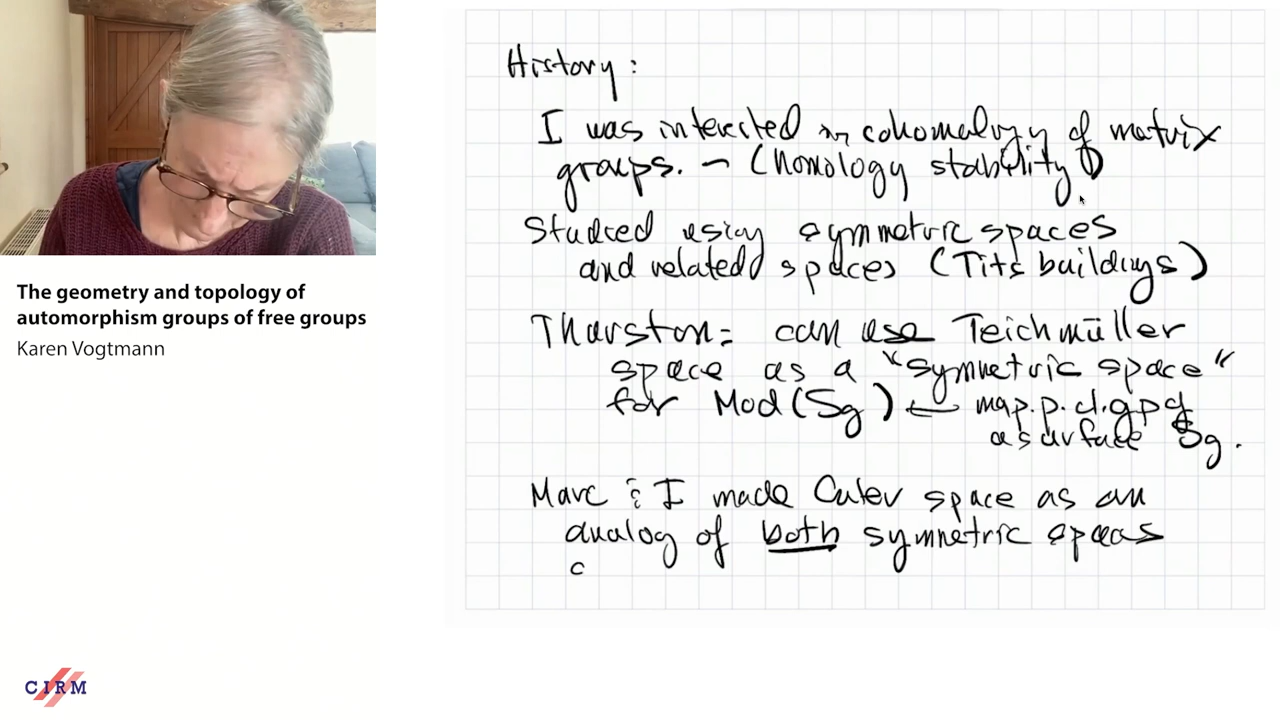 The geometry and topology of
automorphism groups of free groups
Karen Vogtmann
CIRM
History:
I was interested in cohomology of matrix
groups. - (homology stability)
Studied using symmetric spaces
and related spaces (Tits buildings)
Thurston: can use Teichmüller
space as a "symmetric space"
for Mod(Sg) ← mapp.cl.gp of
a surface Sg.
Marc & I made Culler space as an
analog of both symmetric spaces